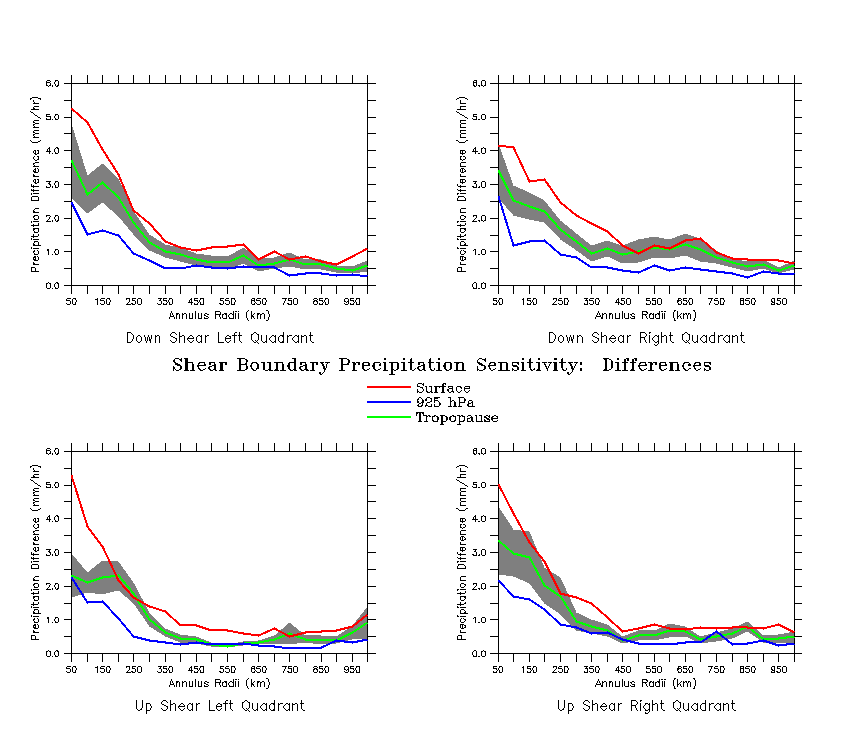 6.0 6.0
5.0 5.0
4.0 4.0
3.0 3.0
2.0 2.0
1.0 1.0
0.0 0.0
Precipitation Difference (mm/hr) Precipitation Difference (mm/hr)
50 150 250 350 450 550 650 750 850 950 50 150 250 350 450 550 650 750 850 950
Annulus Radii (km) Annulus Radii (km)
Down Shear Left Quadrant Down Shear Right Quadrant
Shear Boundary Precipitation Sensitivity: Differences
Surface
925 hPa
Tropopause
6.0 6.0
5.0 5.0
4.0 4.0
3.0 3.0
2.0 2.0
1.0 1.0
0.0 0.0
Precipitation Difference (mm/hr) Precipitation Difference (mm/hr)
50 150 250 350 450 550 650 750 850 950 50 150 250 350 450 550 650 750 850 950
Annulus Radii (km) Annulus Radii (km)
Up Shear Left Quadrant Up Shear Right Quadrant